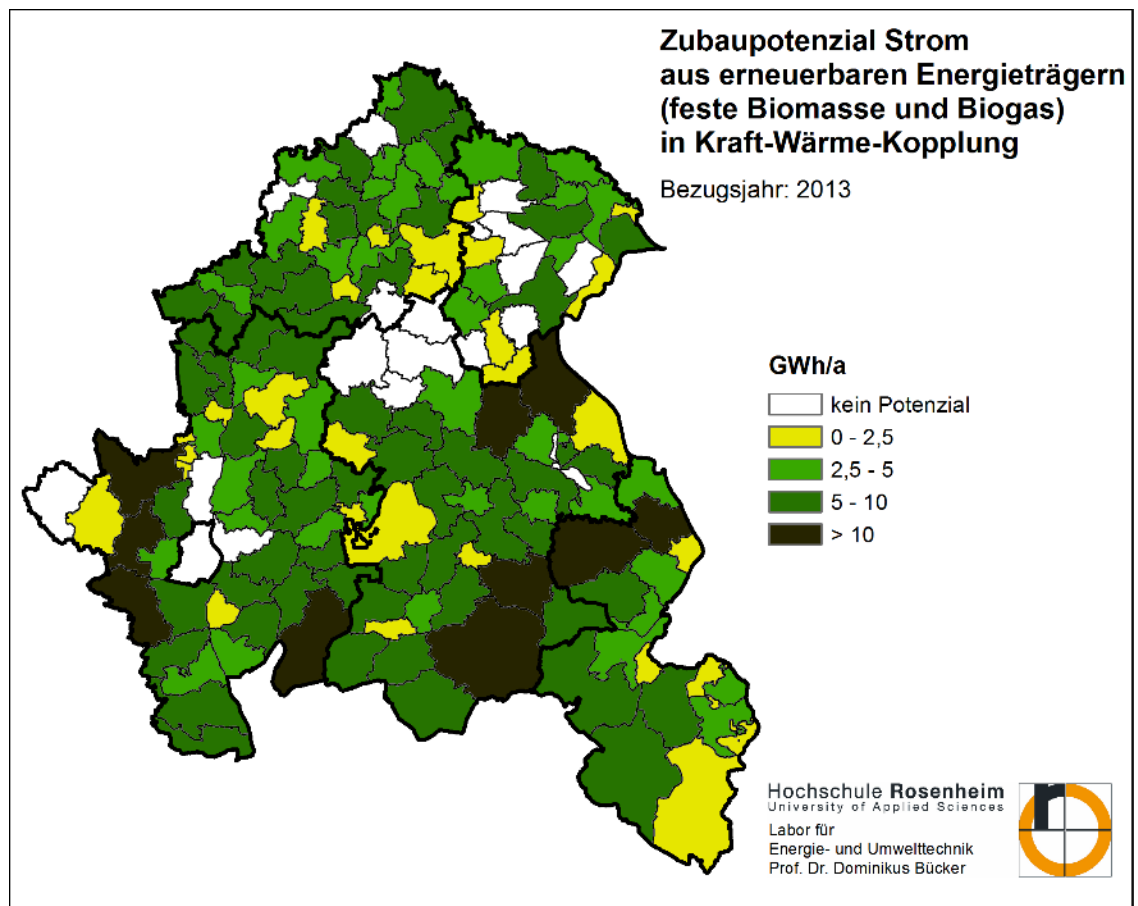 Zubaupotenzial Strom
aus erneuerbaren Energieträgern
(feste Biomasse und Biogas)
in Kraft-Wärme-Kopplung
Bezugsjahr: 2013
GWh/a
kein Potenzial
0 - 2,5
2,5 - 5
5 - 10
> 10
Hochschule Rosenheim
University of Applied Sciences
Labor für
Energie- und Umwelttechnik
Prof. Dr. Dominikus Bücker